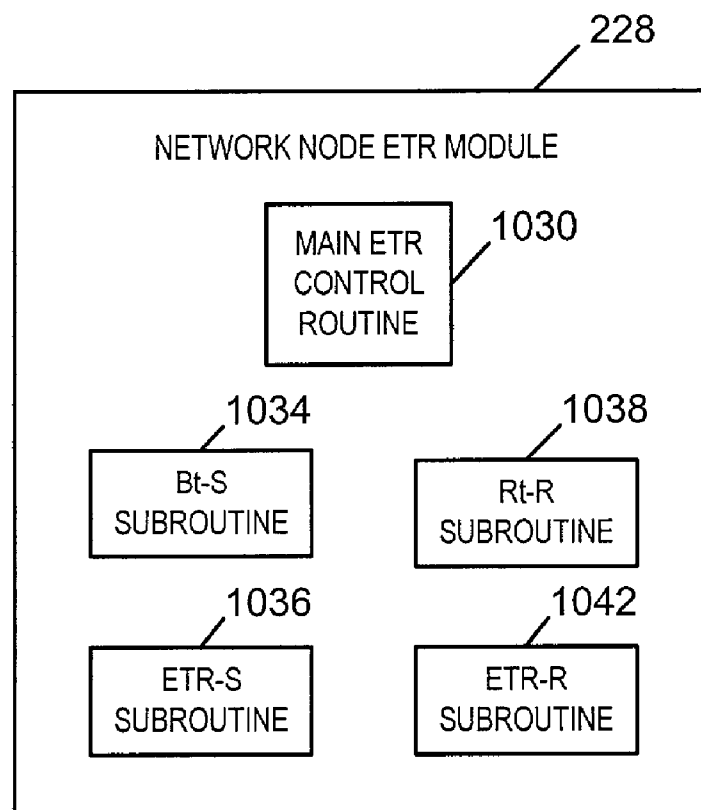 228
NETWORK NODE ETR MODULE
MAIN ETR
CONTROL
ROUTINE
1030
1034
1038
Bt-S
SUBROUTINE
Rt-R
SUBROUTINE
1036
1042
ETR-S
SUBROUTINE
ETR-R
SUBROUTINE